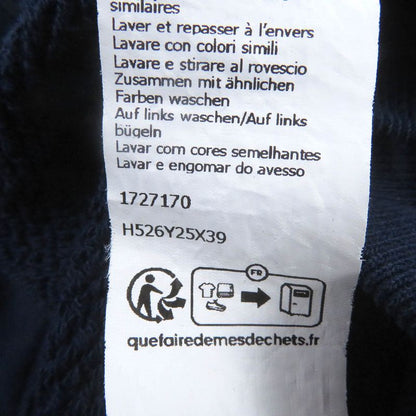 similaires
Laver et repasser à l'envers
Lavare con colori simili
Lavare e stirare al rovescio
Zusammen mit ähnlichen
Farben waschen
Auf links waschen/Auf links
bügeln
Lavar com cores semelhantes
Lavar e engomar do avesso
1727170
H526Y25X39
FR
quefairedemesdechets.fr